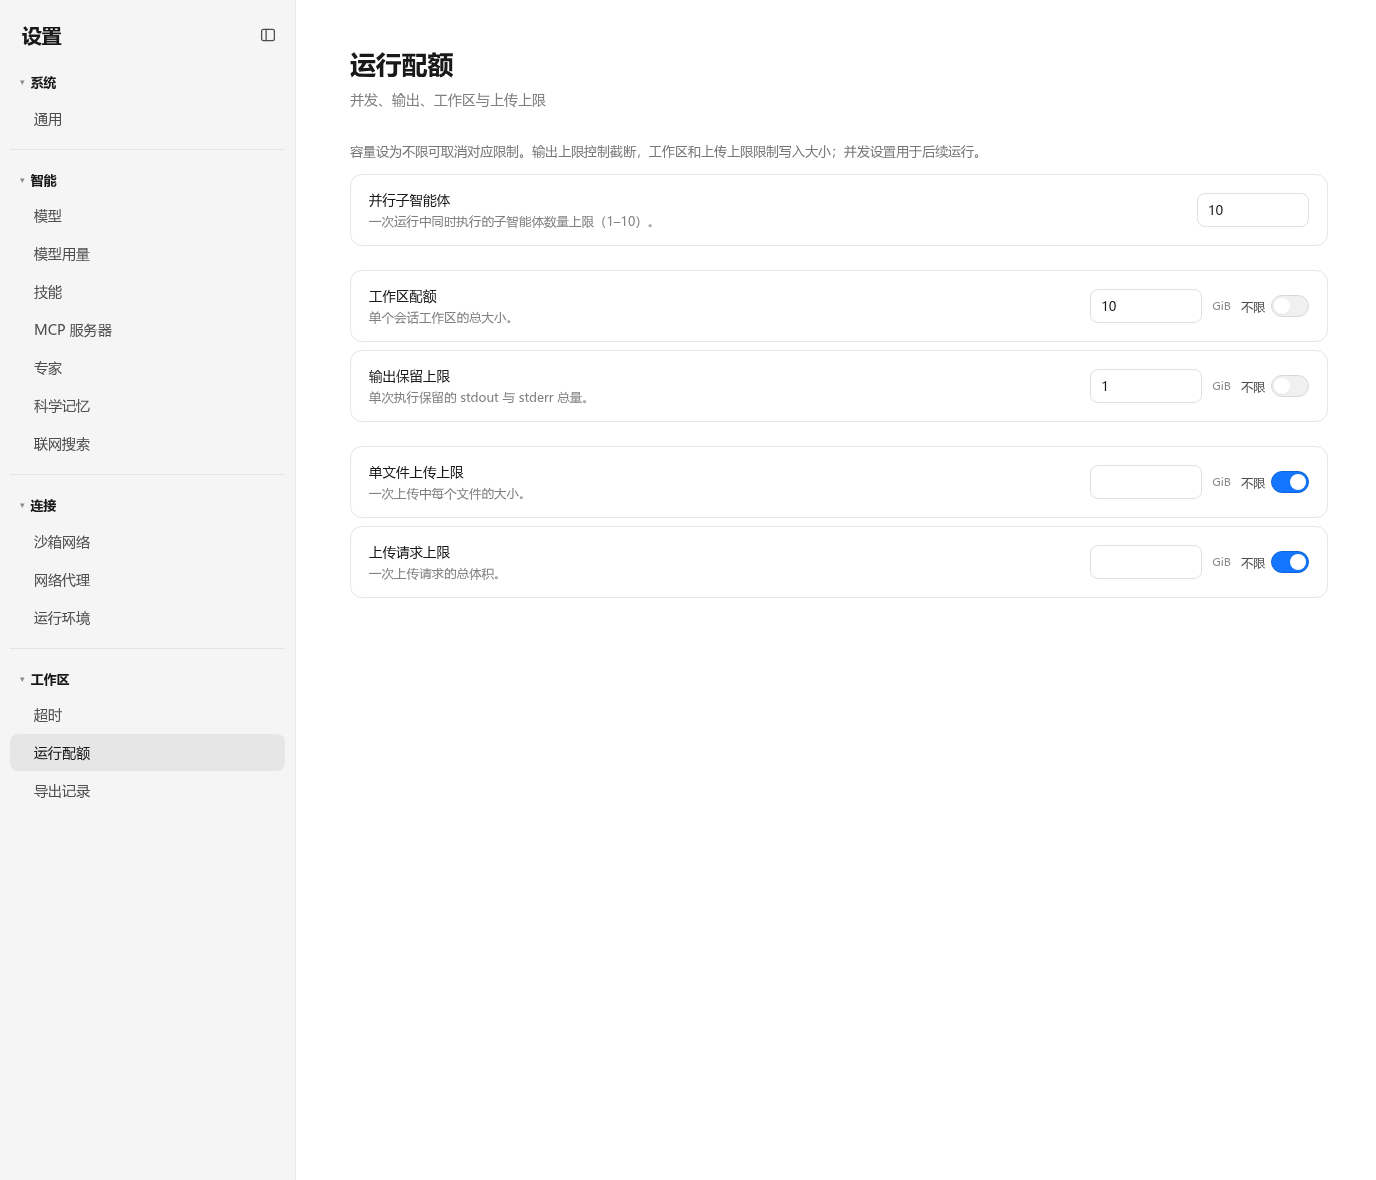 设置
系统
通用
智能
模型
模型用量
技能
MCP 服务器
专家
科学记忆
联网搜索
连接
沙箱网络
网络代理
运行环境
工作区
超时
运行配额
导出记录
运行配额
并发、输出、工作区与上传上限
容量设为不限可取消对应限制。输出上限控制截断，工作区和上传上限限制写入大小；并发设置用于后续运行。
并行子智能体
一次运行中同时执行的子智能体数量上限（1–10）。
10
工作区配额
单个会话工作区的总大小。
10 GiB 不限
输出保留上限
单次执行保留的 stdout 与 stderr 总量。
1 GiB 不限
单文件上传上限
一次上传中每个文件的大小。
GiB 不限
上传请求上限
一次上传请求的总体积。
GiB 不限